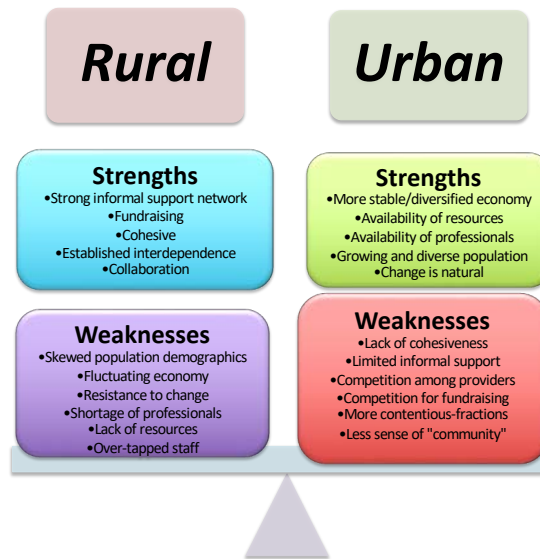 Rural
Urban
Strengths
•Strong informal support network
•Fundraising
•Cohesive
•Established interdependence
•Collaboration
Strengths
•More stable/diversified economy
•Availability of resources
•Availability of professionals
•Growing and diverse population
•Change is natural
Weaknesses
•Skewed population demographics
•Fluctuating economy
•Resistance to change
•Shortage of professionals
•Lack of resources
•Over-tapped staff
Weaknesses
•Lack of cohesiveness
•Limited informal support
•Competition among providers
•Competition for fundraising
•More contentious-fractions
•Less sense of "community"